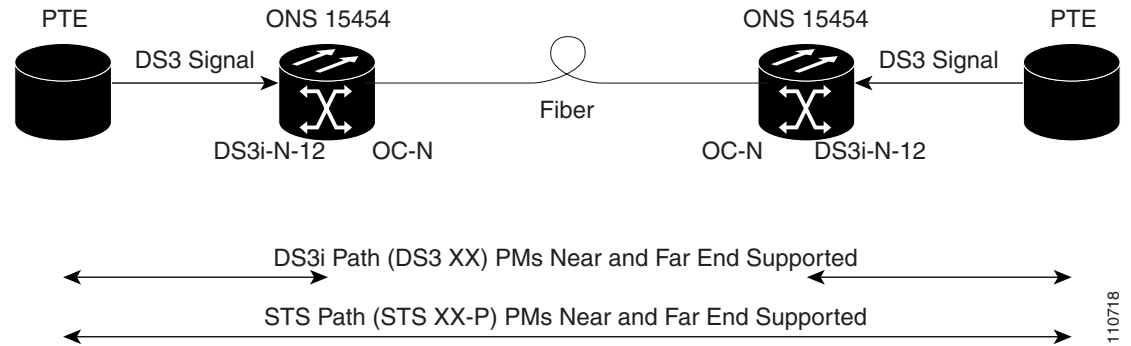 PTE
ONS 15454
ONS 15454
PTE
DS3 Signal
DS3 Signal
Fiber
DS3i-N-12
OC-N
OC-N
DS3i-N-12
DS3i Path (DS3 XX) PMs Near and Far End Supported
STS Path (STS XX-P) PMs Near and Far End Supported
110718